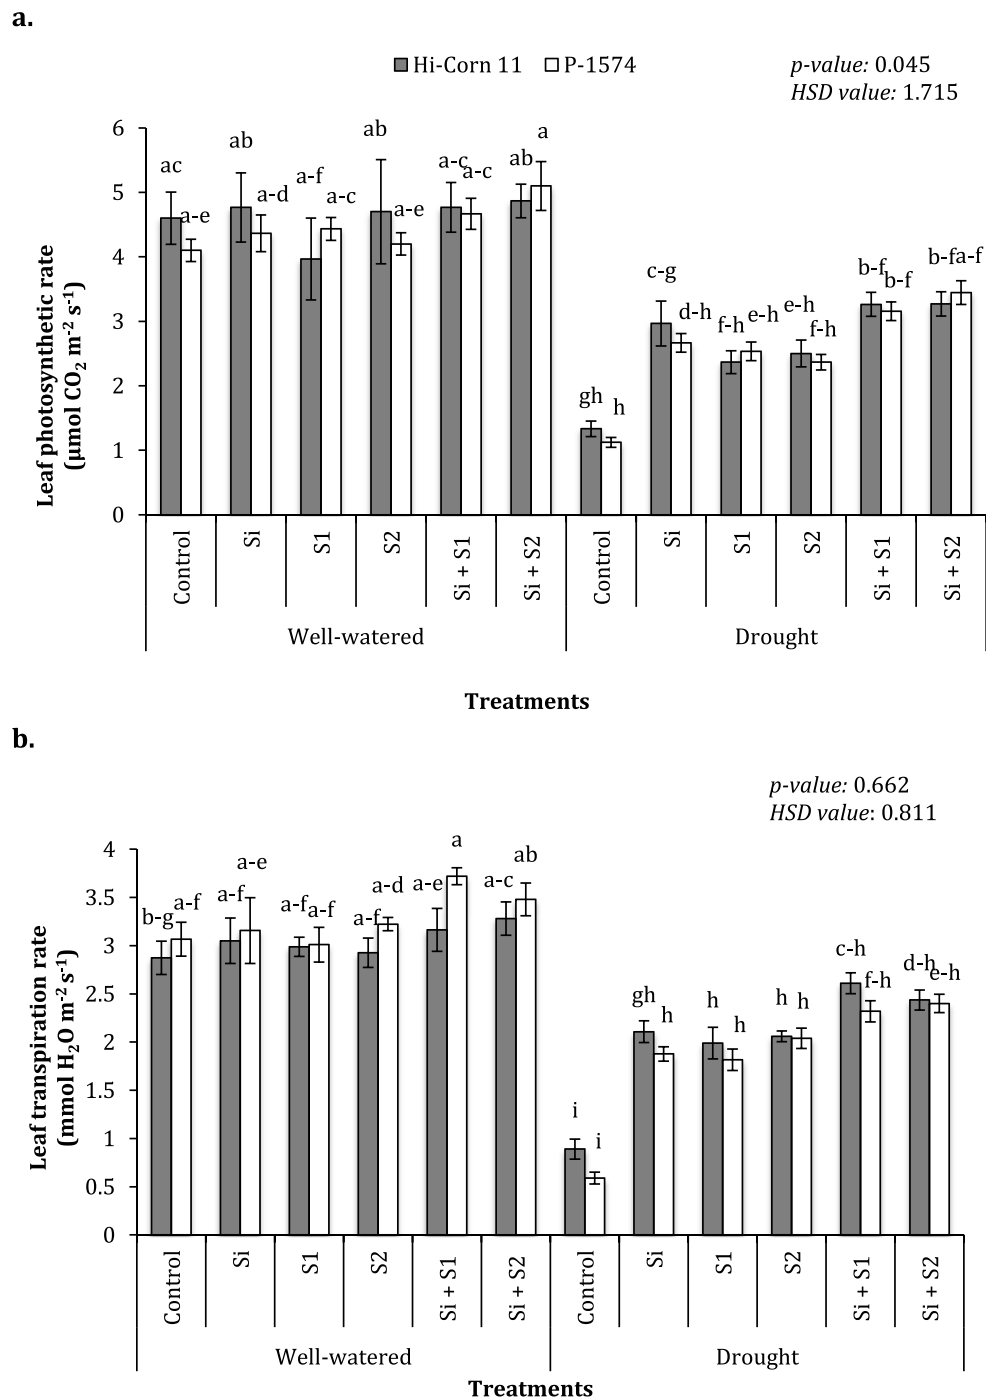 a.
Hi-Corn 11 P-1574
p-value: 0.045
HSD value: 1.715
Leaf photosynthetic rate
(µmol CO₂ m⁻² s⁻¹)
6
5
4
3
2
1
0
ac a-e ab a-d a-f a-c ab a-e a-c a-c ab a gh h c-g d-h f-h e-h e-h f-h b-f b-f b-f a-f
Control Si S1 S2 Si + S1 Si + S2 Control Si S1 S2 Si + S1 Si + S2
Well-watered Drought
Treatments
b.
p-value: 0.662
HSD value: 0.811
Leaf transpiration rate
(mmol H₂O m⁻² s⁻¹)
4
3.5
3
2.5
2
1.5
1
0.5
0
b-g a-f a-f a-e a-f a-f a-f a-d a-e a a-c ab i i gh h h h h h c-h f-h d-h e-h
Control Si S1 S2 Si + S1 Si + S2 Control Si S1 S2 Si + S1 Si + S2
Well-watered Drought
Treatments